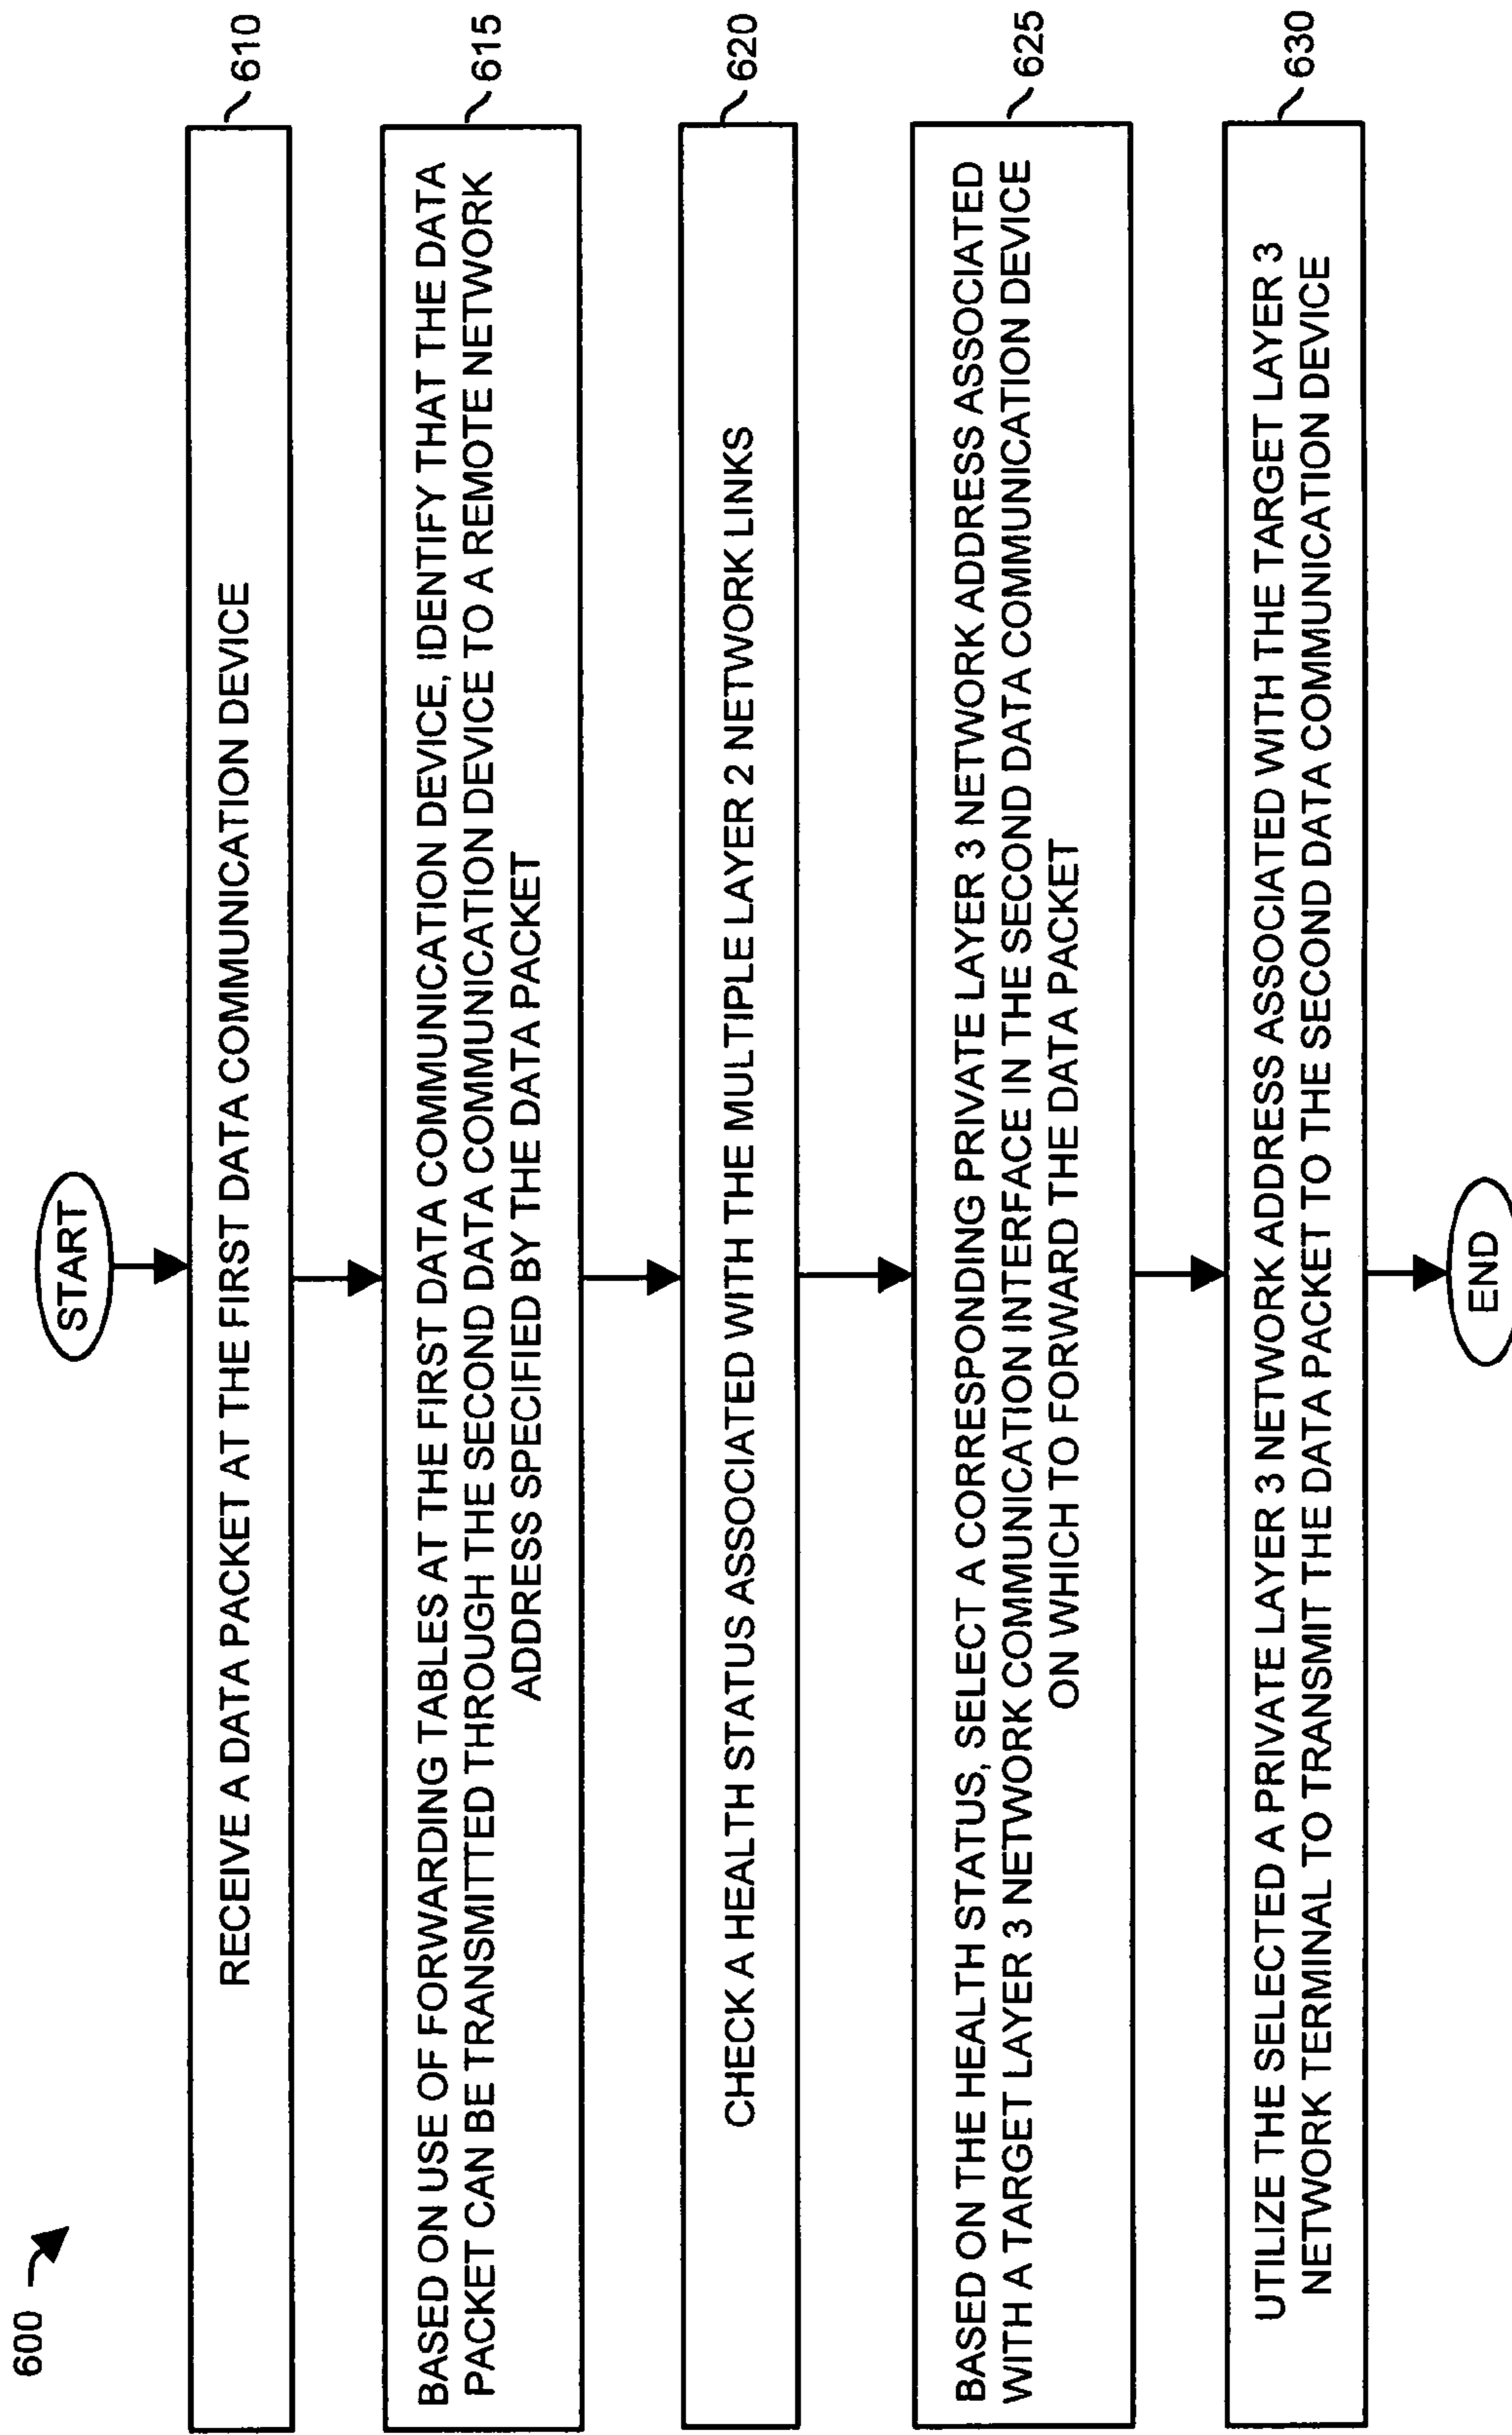 600
START
RECEIVE A DATA PACKET AT THE FIRST DATA COMMUNICATION DEVICE
610
BASED ON USE OF FORWARDING TABLES AT THE FIRST DATA COMMUNICATION DEVICE, IDENTIFY THAT THE DATA
PACKET CAN BE TRANSMITTED THROUGH THE SECOND DATA COMMUNICATION DEVICE TO A REMOTE NETWORK
ADDRESS SPECIFIED BY THE DATA PACKET
615
CHECK A HEALTH STATUS ASSOCIATED WITH THE MULTIPLE LAYER 2 NETWORK LINKS
620
BASED ON THE HEALTH STATUS, SELECT A CORRESPONDING PRIVATE LAYER 3 NETWORK ADDRESS ASSOCIATED
WITH A TARGET LAYER 3 NETWORK COMMUNICATION INTERFACE IN THE SECOND DATA COMMUNICATION DEVICE
ON WHICH TO FORWARD THE DATA PACKET
625
UTILIZE THE SELECTED A PRIVATE LAYER 3 NETWORK ADDRESS ASSOCIATED WITH THE TARGET LAYER 3
NETWORK TERMINAL TO TRANSMIT THE DATA PACKET TO THE SECOND DATA COMMUNICATION DEVICE
630
END